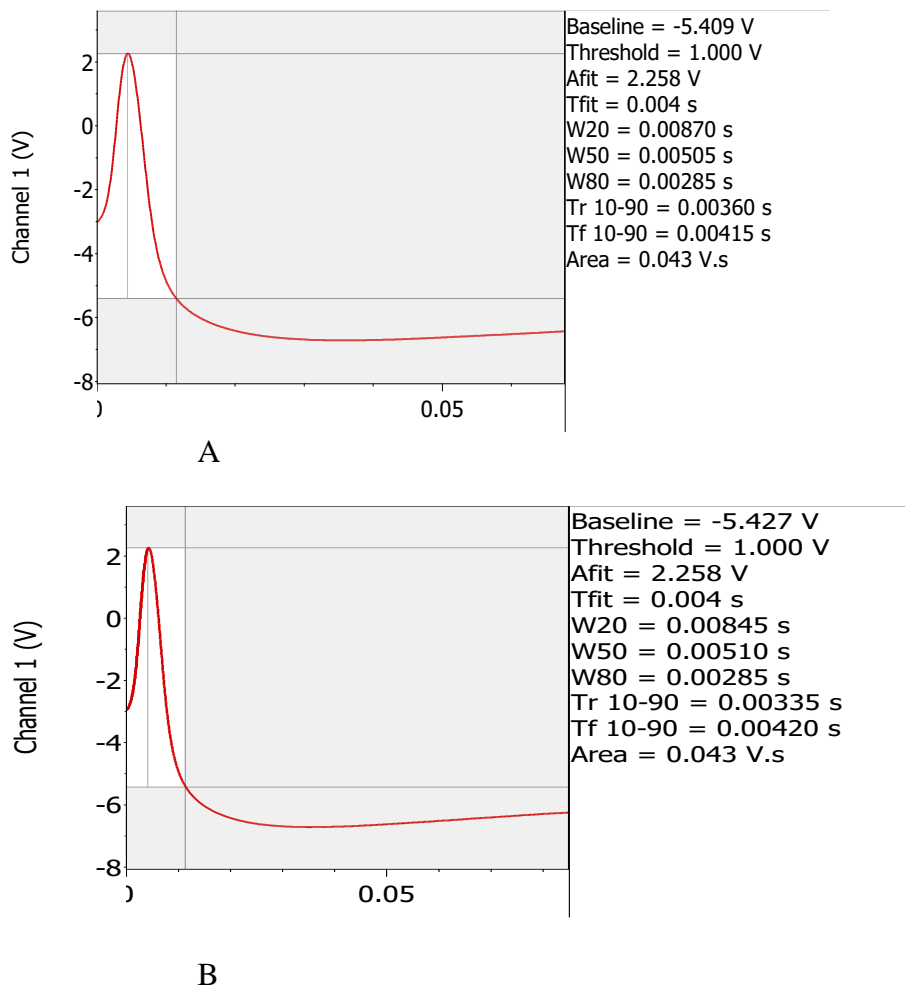 Baseline = -5.409 V
Threshold = 1.000 V
Afit = 2.258 V
Tfit = 0.004 s
W20 = 0.00870 s
W50 = 0.00505 s
W80 = 0.00285 s
Tr 10-90 = 0.00360 s
Tf 10-90 = 0.00415 s
Area = 0.043 V.s
Channel 1 (V)
2
0
-2
-4
-6
-8
0.05
A
Baseline = -5.427 V
Threshold = 1.000 V
Afit = 2.258 V
Tfit = 0.004 s
W20 = 0.00845 s
W50 = 0.00510 s
W80 = 0.00285 s
Tr 10-90 = 0.00335 s
Tf 10-90 = 0.00420 s
Area = 0.043 V.s
Channel 1 (V)
2
0
-2
-4
-6
-8
0.05
B